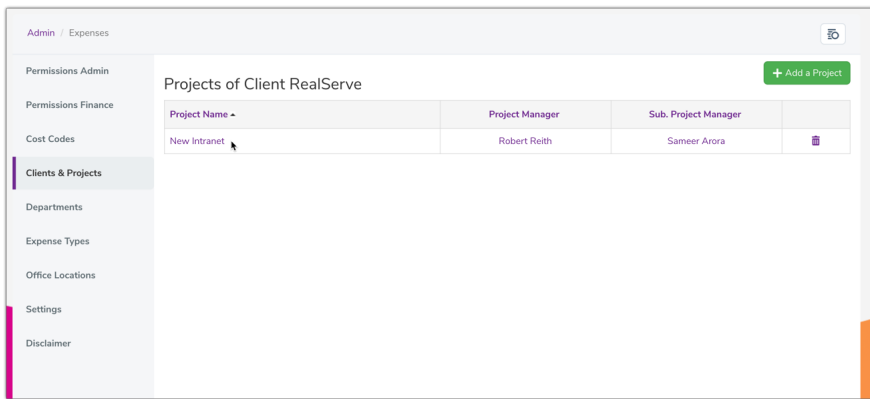 Admin / Expenses
Permissions Admin
Permissions Finance
Cost Codes
Clients & Projects
Departments
Expense Types
Office Locations
Settings
Disclaimer
Projects of Client RealServe
+ Add a Project
Project Name Project Manager Sub. Project Manager
New Intranet Robert Reith Sameer Arora